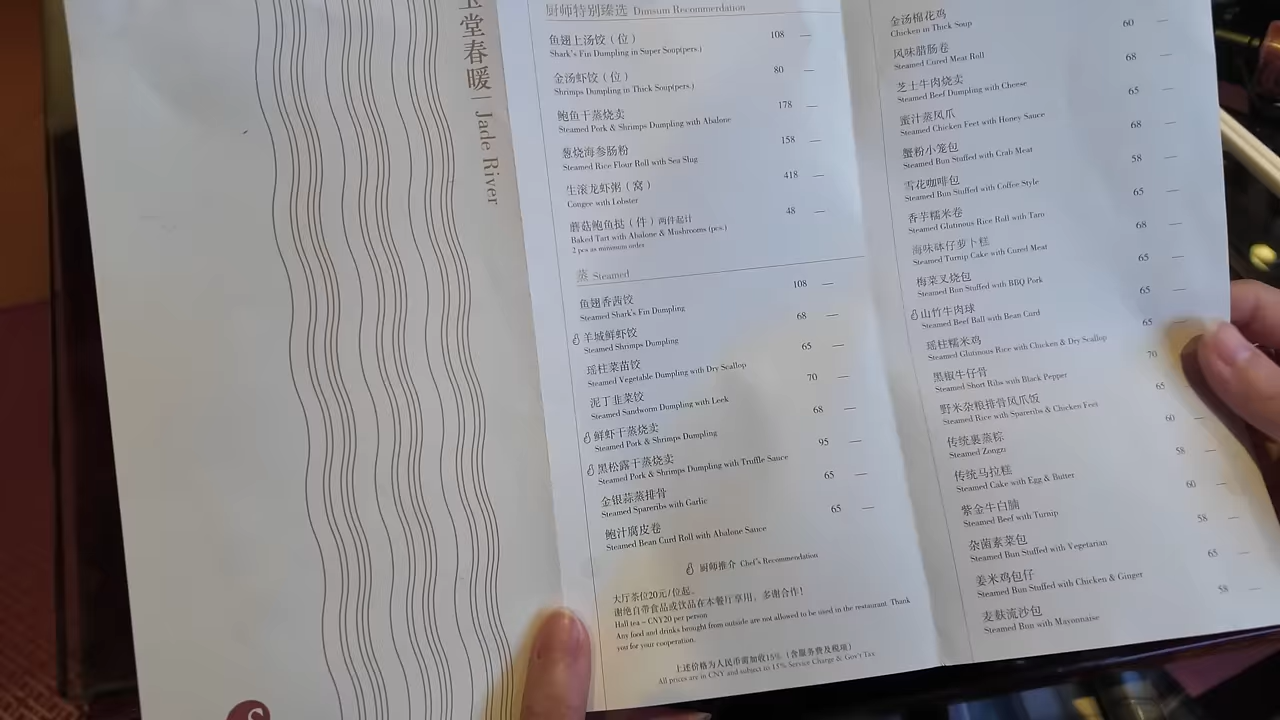 玉堂春暖 | Jade River
厨师特别臻选 Dimsum Recommendation
鱼翅上汤饺（位）
108 —
Shark's Fin Dumpling in Super Soup(pers.)
金汤虾饺（位）
80 —
Shrimps Dumpling in Thick Soup(pers.)
鲍鱼干蒸烧卖
178 —
Steamed Pork & Shrimps Dumpling with Abalone
葱烧海参肠粉
158 —
Steamed Rice Flour Roll with Sea Slug
生滚龙虾粥（窝）
418 —
Congee with Lobster
蘑菇鲍鱼挞（件）两件起计
48 —
Baked Tart with Abalone & Mushrooms (pcs.)
2 pcs as minimum order
蒸 Steamed
鱼翅香茜饺
108 —
Steamed Shark's Fin Dumpling
羊城鲜虾饺
68 —
Steamed Shrimps Dumpling
瑶柱菜苗饺
65 —
Steamed Vegetable Dumpling with Dry Scallop
泥丁韭菜饺
70 —
Steamed Sandworm Dumpling with Leek
鲜虾干蒸烧卖
68 —
Steamed Pork & Shrimps Dumpling
黑松露干蒸烧卖
95 —
Steamed Pork & Shrimps Dumpling with Truffle Sauce
金银蒜蒸排骨
65 —
Steamed Spareribs with Garlic
鲍汁腐皮卷
65 —
Steamed Bean Curd Roll with Abalone Sauce
厨师推介 Chef's Recommendation
大厅茶位20元/位起。
谢绝自带食品或饮品在本餐厅享用。多谢合作！
Hall tea – CNY20 per person
Any food and drinks brought from outside are not allowed to be used in the restaurant. Thank
you for your cooperation.
上述价格为人民币需加收15%（含服务费及税项）
All prices are in CNY and subject to 15% Service Charge & Gov't Tax
金汤棉花鸡
60 —
Chicken in Thick Soup
风味腊肠卷
68 —
Steamed Cured Meat Roll
芝士牛肉烧卖
65 —
Steamed Beef Dumpling with Cheese
蜜汁蒸凤爪
68 —
Steamed Chicken Feet with Honey Sauce
蟹粉小笼包
58 —
Steamed Bun Stuffed with Crab Meat
雪花咖啡包
65 —
Steamed Bun Stuffed with Coffee Style
香芋糯米卷
68 —
Steamed Glutinous Rice Roll with Taro
海味砵仔萝卜糕
65 —
Steamed Turnip Cake with Cured Meat
梅菜叉烧包
65 —
Steamed Bun Stuffed with BBQ Pork
山竹牛肉球
65 —
Steamed Beef Ball with Bean Curd
瑶柱糯米鸡
70
Steamed Glutinous Rice with Chicken & Dry Scallop
黑椒牛仔骨
65
Steamed Short Ribs with Black Pepper
野米杂粮排骨凤爪饭
60 —
Steamed Rice with Spareribs & Chicken Feet
传统裹蒸粽
58 —
Steamed Zongzi
传统马拉糕
60 —
Steamed Cake with Egg & Butter
紫金牛白腩
58 —
Steamed Beef with Turnip
杂菌素菜包
65 —
Steamed Bun Stuffed with Vegetarian
姜米鸡包仔
58 —
Steamed Bun Stuffed with Chicken & Ginger
麦麸流沙包
Steamed Bun with Mayonnaise